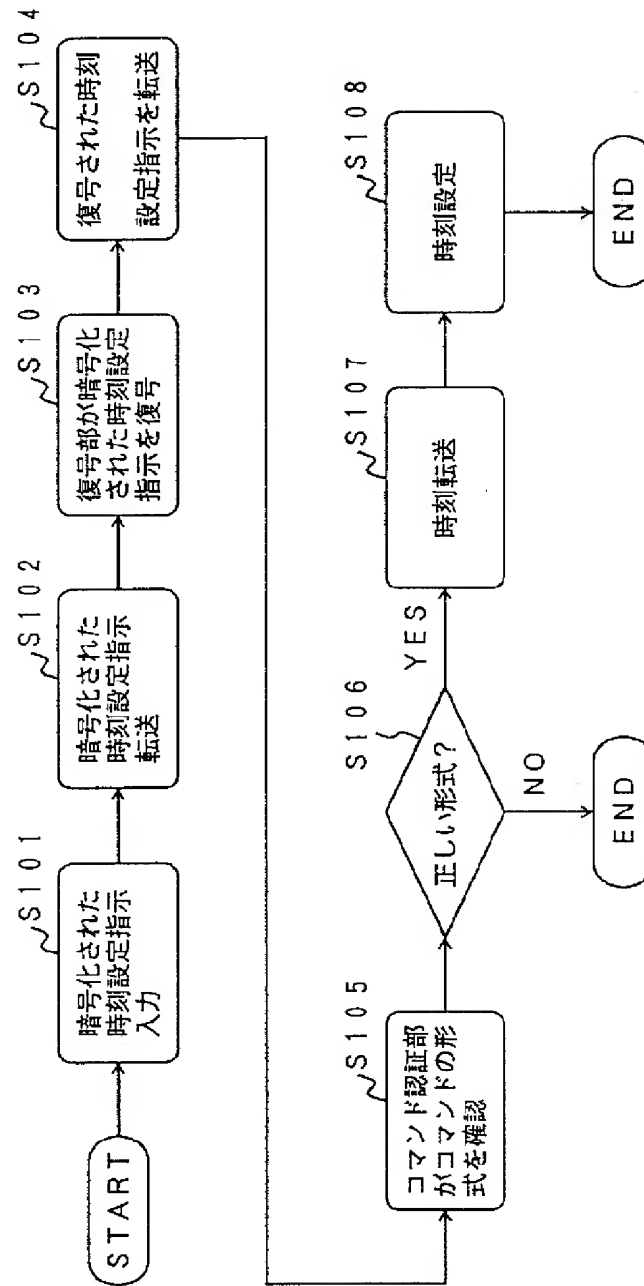 START
S101
暗号化された
時刻設定指示
入力
S102
暗号化された
時刻設定指示
転送
S103
復号部が暗号化
された時刻設定
指示を復号
S104
復号された時刻
設定指示を転送
S105
コマンド認証部
がコマンドの形
式を確認
S106
正しい形式?
YES
NO
END
S107
時刻転送
S108
時刻設定
END